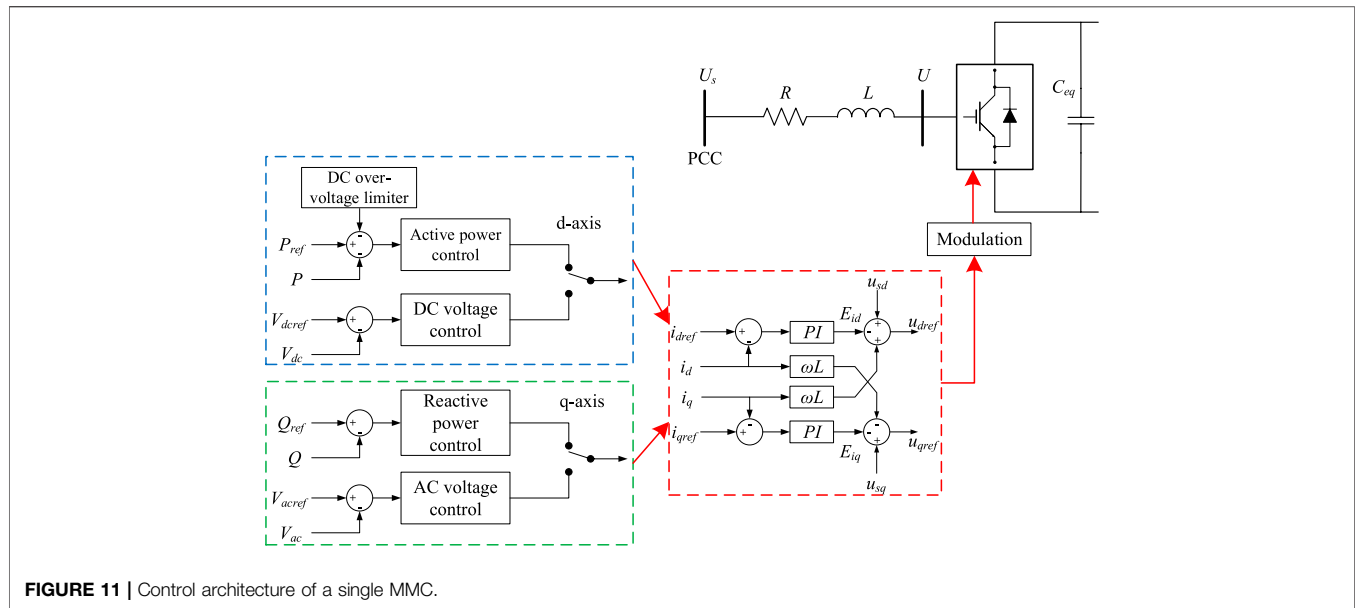 U_s
R
L
U
C_eq
PCC
DC over-
voltage limiter
d-axis
P_ref
+
-
-
Active power
control
P
V_dcref
+
-
DC voltage
control
V_dc
Modulation
Q_ref
+
-
Reactive
power
control
q-axis
Q
V_acref
+
-
AC voltage
control
V_ac
u_sd
i_dref
+
-
PI
E_id
-
+
+
u_dref
i_d
ωL
i_q
ωL
i_qref
+
-
PI
E_iq
-
-
+
u_qref
u_sq
FIGURE 11 | Control architecture of a single MMC.